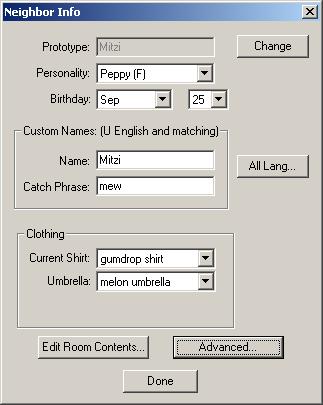 Neighbor Info
Prototype: Mitzi Change
Personality: Peppy (F)
Birthday: Sep 25
Custom Names: (U English and matching)
Name: Mitzi
All Lang...
Catch Phrase: mew
Clothing
Current Shirt: gumdrop shirt
Umbrella: melon umbrella
Edit Room Contents... Advanced...
Done